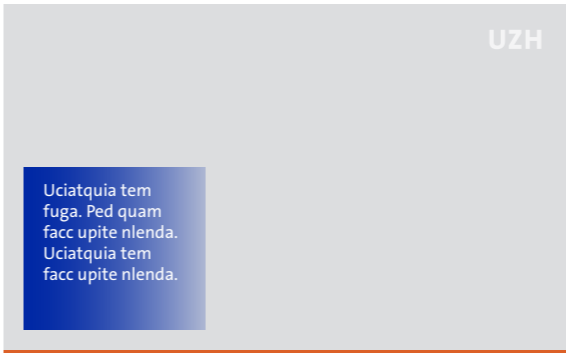 UZH
Uciatquia tem
fuga. Ped quam
facc upite nlenda.
Uciatquia tem
facc upite nlenda.